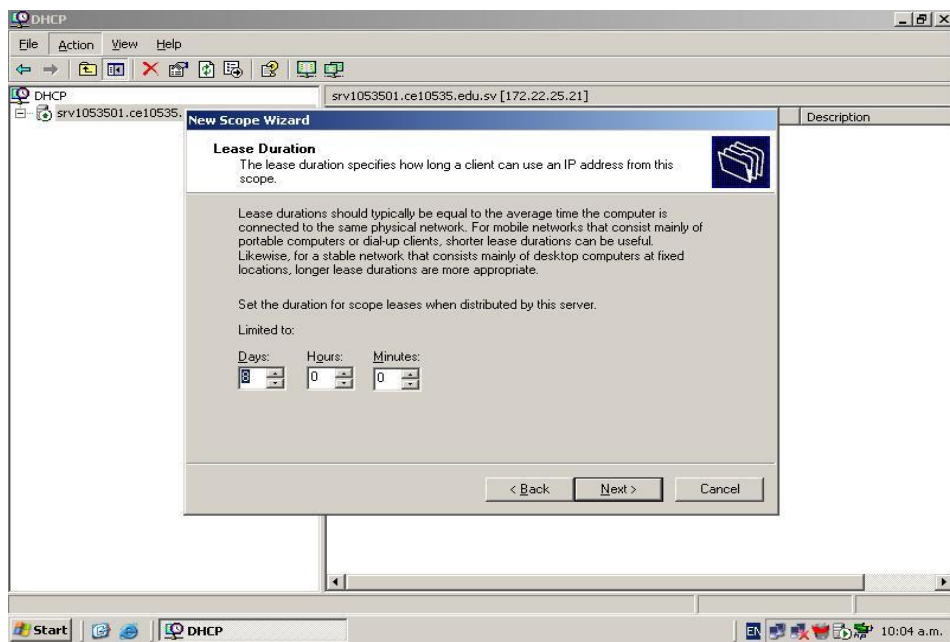 DHCP
File Action View Help
DHCP
srv1053501.ce10535.edu.sv [172.22.25.21]
srv1053501.ce10535.
Description
New Scope Wizard
Lease Duration
The lease duration specifies how long a client can use an IP address from this
scope.
Lease durations should typically be equal to the average time the computer is
connected to the same physical network. For mobile networks that consist mainly of
portable computers or dial-up clients, shorter lease durations can be useful.
Likewise, for a stable network that consists mainly of desktop computers at fixed
locations, longer lease durations are more appropriate.
Set the duration for scope leases when distributed by this server.
Limited to:
Days: Hours: Minutes:
8 0 0
< Back Next > Cancel
Start DHCP EN 10:04 a.m.